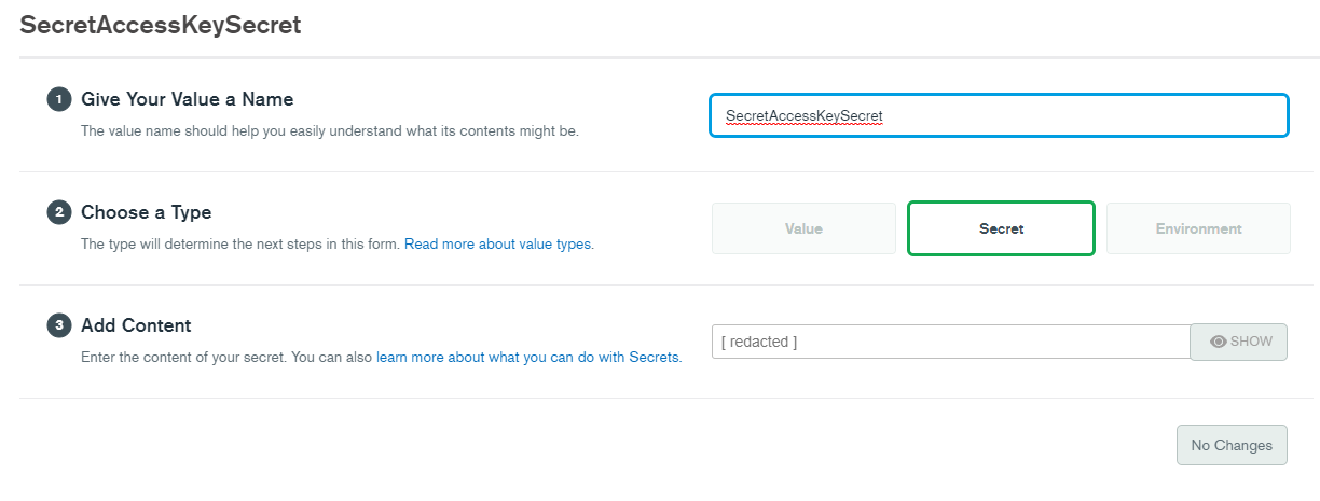 SecretAccessKeySecret
1 Give Your Value a Name
The value name should help you easily understand what its contents might be.
SecretAccessKeySecret
2 Choose a Type
The type will determine the next steps in this form. Read more about value types.
Value
Secret
Environment
3 Add Content
Enter the content of your secret. You can also learn more about what you can do with Secrets.
[ redacted ]
SHOW
No Changes